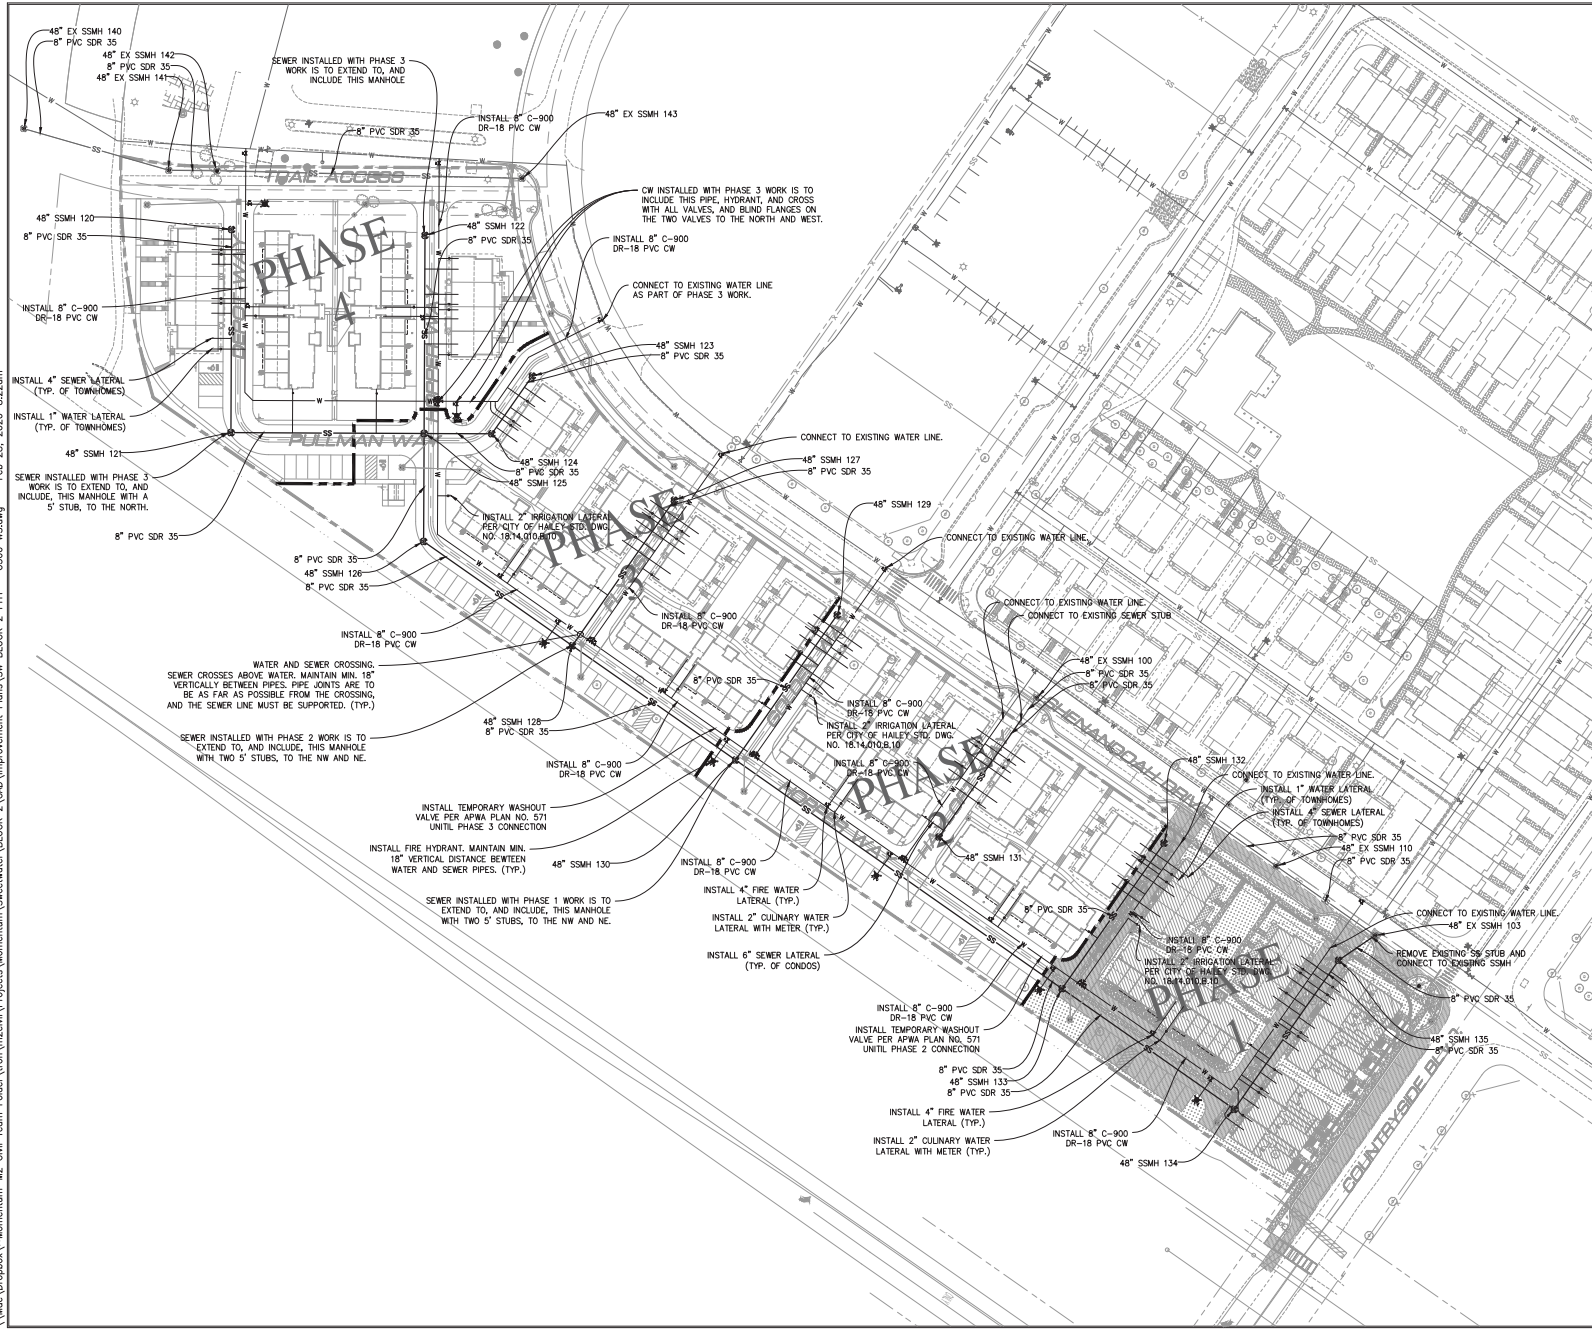 48" EX SSMH 140
8" PVC SDR 35
48" EX SSMH 142
8" PVC SDR 35
48" EX SSMH 141
SEWER INSTALLED WITH PHASE 3
WORK IS TO EXTEND TO, AND
INCLUDE THIS MANHOLE
INSTALL 8" C-900
DR-18 PVC CW
8" PVC SDR 35
48" EX SSMH 143
TRAIL ACCESS
CW INSTALLED WITH PHASE 3 WORK IS TO
INCLUDE THIS PIPE, HYDRANT, AND CROSS
WITH ALL VALVES, AND BLIND FLANGES ON
THE TWO VALVES TO THE NORTH AND WEST.
48" SSMH 120
8" PVC SDR 35
48" SSMH 122
8" PVC SDR 35
INSTALL 8" C-900
DR-18 PVC CW
PHASE
4
CONNECT TO EXISTING WATER LINE
AS PART OF PHASE 3 WORK.
INSTALL 8" C-900
DR-18 PVC CW
48" SSMH 123
8" PVC SDR 35
INSTALL 4" SEWER LATERAL
(TYP. OF TOWNHOMES)
INSTALL 1" WATER LATERAL
(TYP. OF TOWNHOMES)
PULLMAN WAY
48" SSMH 121
CONNECT TO EXISTING WATER LINE.
48" SSMH 127
8" PVC SDR 35
48" SSMH 124
8" PVC SDR 35
48" SSMH 125
SEWER INSTALLED WITH PHASE 3
WORK IS TO EXTEND TO, AND
INCLUDE, THIS MANHOLE WITH A
5' STUB, TO THE NORTH.
8" PVC SDR 35
INSTALL 2" IRRIGATION LATERAL
PER CITY OF HAILEY STD. DWG.
NO. 18.14.010.B.10
PHASE
3
48" SSMH 129
CONNECT TO EXISTING WATER LINE.
8" PVC SDR 35
48" SSMH 126
8" PVC SDR 35
CONNECT TO EXISTING WATER LINE.
CONNECT TO EXISTING SEWER STUB
INSTALL 8" C-900
DR-18 PVC CW
INSTALL 8" C-900
DR-18 PVC CW
WATER AND SEWER CROSSING.
SEWER CROSSES ABOVE WATER. MAINTAIN MIN. 18"
VERTICALLY BETWEEN PIPES. PIPE JOINTS ARE TO
BE AS FAR AS POSSIBLE FROM THE CROSSING,
AND THE SEWER LINE MUST BE SUPPORTED. (TYP.)
48" EX SSMH 100
8" PVC SDR 35
8" PVC SDR 35
8" PVC SDR 35
INSTALL 8" C-900
DR-18 PVC CW
INSTALL 2" IRRIGATION LATERAL
PER CITY OF HAILEY STD. DWG.
NO. 18.14.010.B.10
48" SSMH 128
8" PVC SDR 35
SEWER INSTALLED WITH PHASE 2 WORK IS TO
EXTEND TO, AND INCLUDE, THIS MANHOLE
WITH TWO 5' STUBS, TO THE NW AND NE.
INSTALL 8" C-900
DR-18 PVC CW
INSTALL 8" C-900
DR-18 PVC CW
PHASE
2
SHENANDOAH DRIVE
48" SSMH 132
CONNECT TO EXISTING WATER LINE.
INSTALL 1" WATER LATERAL
(TYP. OF TOWNHOMES)
INSTALL 4" SEWER LATERAL
(TYP. OF TOWNHOMES)
8" PVC SDR 35
48" EX SSMH 110
8" PVC SDR 35
INSTALL TEMPORARY WASHOUT
VALVE PER APWA PLAN NO. 571
UNITIL PHASE 3 CONNECTION
INSTALL FIRE HYDRANT. MAINTAIN MIN.
18" VERTICAL DISTANCE BEWTEEN
WATER AND SEWER PIPES. (TYP.)
48" SSMH 130
INSTALL 8" C-900
DR-18 PVC CW
48" SSMH 131
INSTALL 4" FIRE WATER
LATERAL (TYP.)
SEWER INSTALLED WITH PHASE 1 WORK IS TO
EXTEND TO, AND INCLUDE, THIS MANHOLE
WITH TWO 5' STUBS, TO THE NW AND NE.
INSTALL 2" CULINARY WATER
LATERAL WITH METER (TYP.)
8" PVC SDR 35
CONNECT TO EXISTING WATER LINE.
48" EX SSMH 103
REMOVE EXISTING SS STUB AND
CONNECT TO EXISTING SSMH
INSTALL 6" SEWER LATERAL
(TYP. OF CONDOS)
INSTALL 8" C-900
DR-18 PVC CW
INSTALL 2" IRRIGATION LATERAL
PER CITY OF HAILEY STD. DWG.
NO. 18.14.010.B.10
PHASE
1
8" PVC SDR 35
INSTALL 8" C-900
DR-18 PVC CW
INSTALL TEMPORARY WASHOUT
VALVE PER APWA PLAN NO. 571
UNITIL PHASE 2 CONNECTION
48" SSMH 135
8" PVC SDR 35
8" PVC SDR 35
48" SSMH 133
8" PVC SDR 35
INSTALL 4" FIRE WATER
LATERAL (TYP.)
INSTALL 2" CULINARY WATER
LATERAL WITH METER (TYP.)
INSTALL 8" C-900
DR-18 PVC CW
48" SSMH 134
COUNTRYSIDE